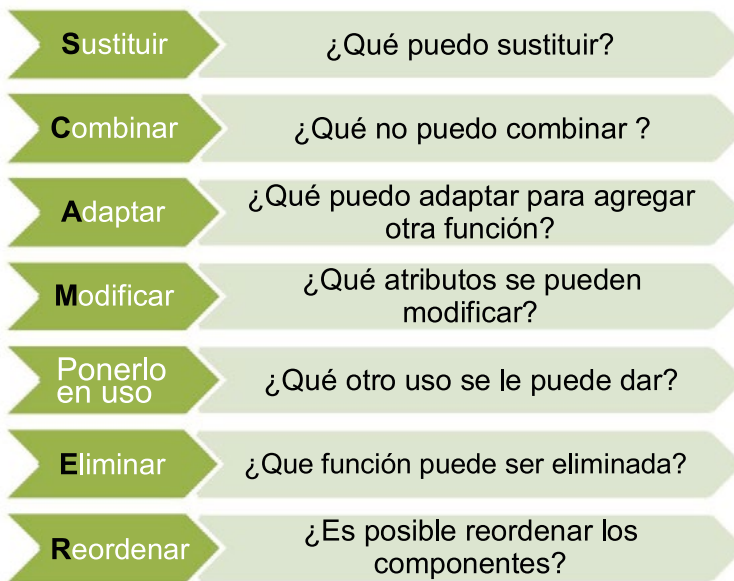 Sustituir
¿Qué puedo sustituir?
Combinar
¿Qué no puedo combinar ?
Adaptar
¿Qué puedo adaptar para agregar
otra función?
Modificar
¿Qué atributos se pueden
modificar?
Ponerlo
en uso
¿Qué otro uso se le puede dar?
Eliminar
¿Que función puede ser eliminada?
Reordenar
¿Es posible reordenar los
componentes?